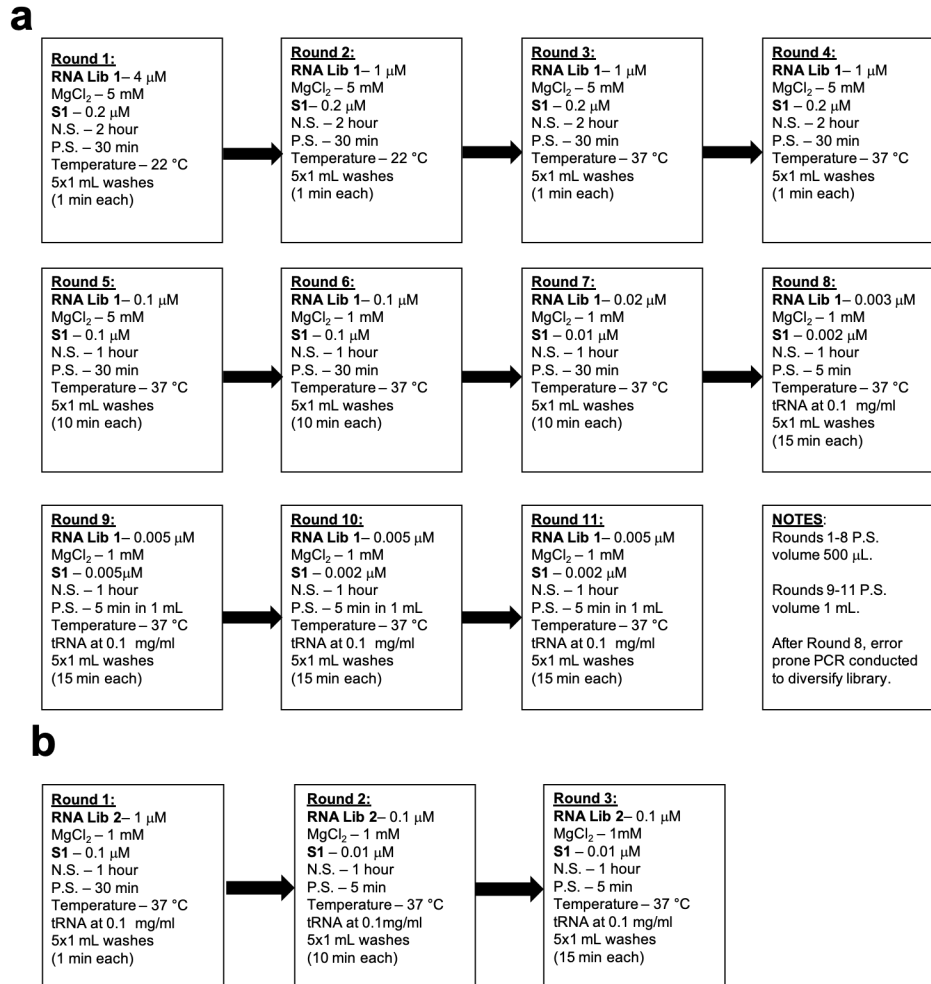 a
Round 1:
RNA Lib 1– 4 μM
MgCl₂ – 5 mM
S1 – 0.2 μM
N.S. – 2 hour
P.S. – 30 min
Temperature – 22 °C
5x1 mL washes
(1 min each)
Round 2:
RNA Lib 1– 1 μM
MgCl₂ – 5 mM
S1– 0.2 μM
N.S. – 2 hour
P.S. – 30 min
Temperature – 22 °C
5x1 mL washes
(1 min each)
Round 3:
RNA Lib 1– 1 μM
MgCl₂ – 5 mM
S1 – 0.2 μM
N.S. – 2 hour
P.S. – 30 min
Temperature – 37 °C
5x1 mL washes
(1 min each)
Round 4:
RNA Lib 1– 1 μM
MgCl₂ – 5 mM
S1 – 0.2 μM
N.S. – 2 hour
P.S. – 30 min
Temperature – 37 °C
5x1 mL washes
(1 min each)
Round 5:
RNA Lib 1– 0.1 μM
MgCl₂ – 5 mM
S1 – 0.1 μM
N.S. – 1 hour
P.S. – 30 min
Temperature – 37 °C
5x1 mL washes
(10 min each)
Round 6:
RNA Lib 1– 0.1 μM
MgCl₂ – 1 mM
S1 – 0.1 μM
N.S. – 1 hour
P.S. – 30 min
Temperature – 37 °C
5x1 mL washes
(10 min each)
Round 7:
RNA Lib 1– 0.02 μM
MgCl₂ – 1 mM
S1 – 0.01 μM
N.S. – 1 hour
P.S. – 30 min
Temperature – 37 °C
5x1 mL washes
(10 min each)
Round 8:
RNA Lib 1– 0.003 μM
MgCl₂ – 1 mM
S1 – 0.002 μM
N.S. – 1 hour
P.S. – 5 min
Temperature – 37 °C
tRNA at 0.1 mg/ml
5x1 mL washes
(15 min each)
Round 9:
RNA Lib 1– 0.005 μM
MgCl₂ – 1 mM
S1 – 0.005μM
N.S. – 1 hour
P.S. – 5 min in 1 mL
Temperature – 37 °C
tRNA at 0.1 mg/ml
5x1 mL washes
(15 min each)
Round 10:
RNA Lib 1– 0.005 μM
MgCl₂ – 1 mM
S1 – 0.002 μM
N.S. – 1 hour
P.S. – 5 min in 1 mL
Temperature – 37 °C
tRNA at 0.1 mg/ml
5x1 mL washes
(15 min each)
Round 11:
RNA Lib 1– 0.005 μM
MgCl₂ – 1 mM
S1 – 0.002 μM
N.S. – 1 hour
P.S. – 5 min in 1 mL
Temperature – 37 °C
tRNA at 0.1 mg/ml
5x1 mL washes
(15 min each)
NOTES:
Rounds 1-8 P.S.
volume 500 μL.
Rounds 9-11 P.S.
volume 1 mL.
After Round 8, error
prone PCR conducted
to diversify library.
b
Round 1:
RNA Lib 2– 1 μM
MgCl₂ – 1 mM
S1 – 0.1 μM
N.S. – 1 hour
P.S. – 30 min
Temperature – 37 °C
tRNA at 0.1 mg/ml
5x1 mL washes
(1 min each)
Round 2:
RNA Lib 2– 0.1 μM
MgCl₂ – 1 mM
S1 – 0.01 μM
N.S. – 1 hour
P.S. – 5 min
Temperature – 37 °C
tRNA at 0.1mg/ml
5x1 mL washes
(10 min each)
Round 3:
RNA Lib 2– 0.1 μM
MgCl₂ – 1mM
S1 – 0.01 μM
N.S. – 1 hour
P.S. – 5 min
Temperature – 37 °C
tRNA at 0.1 mg/ml
5x1 mL washes
(15 min each)